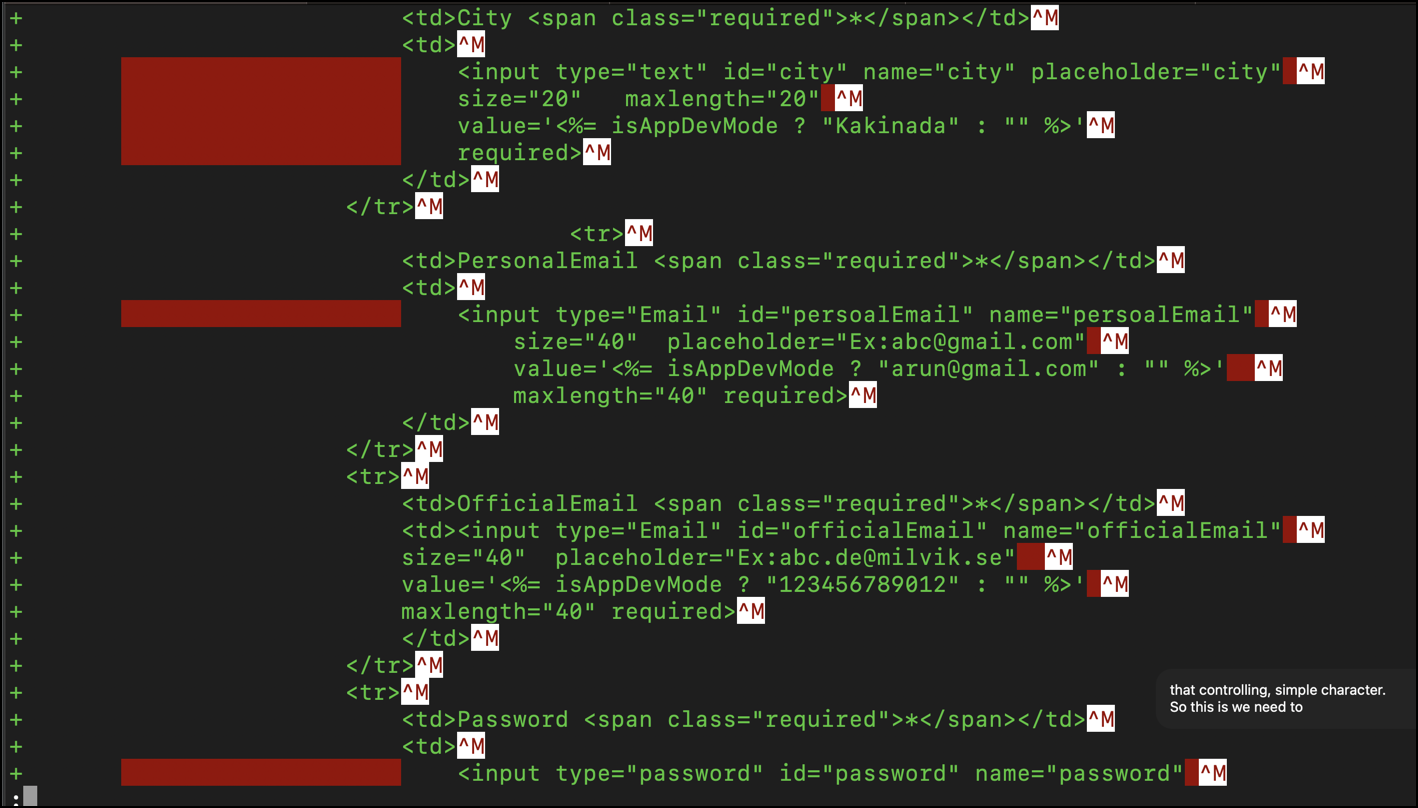 + <td>City <span class="required">*</span></td>^M
+ <td>^M
+ <input type="text" id="city" name="city" placeholder="city" ^M
+ size="20"   maxlength="20" ^M
+ value='<%= isAppDevMode ? "Kakinada" : "" %>'^M
+ required>^M
+ </td>^M
+ </tr>^M
+ <tr>^M
+ <td>PersonalEmail <span class="required">*</span></td>^M
+ <td>^M
+ <input type="Email" id="persoalEmail" name="persoalEmail" ^M
+ size="40"  placeholder="Ex:abc@gmail.com" ^M
+ value='<%= isAppDevMode ? "arun@gmail.com" : "" %>'  ^M
+ maxlength="40" required>^M
+ </td>^M
+ </tr>^M
+ <tr>^M
+ <td>OfficialEmail <span class="required">*</span></td>^M
+ <td><input type="Email" id="officialEmail" name="officialEmail" ^M
+ size="40"  placeholder="Ex:abc.de@milvik.se"  ^M
+ value='<%= isAppDevMode ? "123456789012" : "" %>' ^M
+ maxlength="40" required>^M
+ </td>^M
+ </tr>^M
+ <tr>^M
+ <td>Password <span class="required">*</span></td>^M
+ <td>^M
+ <input type="password" id="password" name="password" ^M
:
that controlling, simple character.
So this is we need to